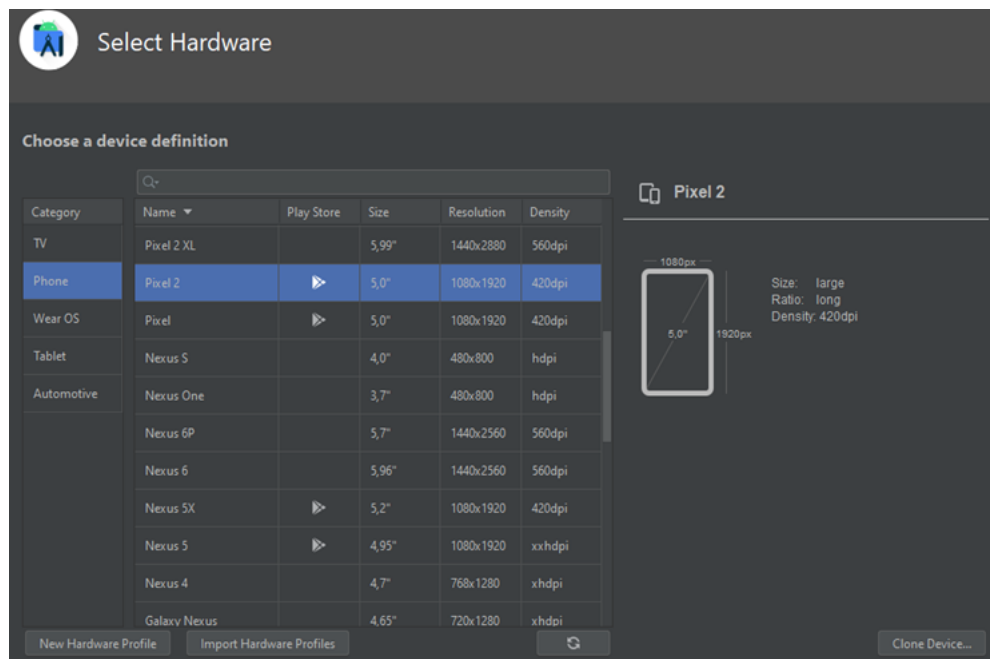 Select Hardware
Choose a device definition
Category Name Play Store Size Resolution Density
TV
Phone
Wear OS
Tablet
Automotive
Pixel 2 XL 5,99" 1440x2880 560dpi
Pixel 2 5,0" 1080x1920 420dpi
Pixel 5,0" 1080x1920 420dpi
Nexus S 4,0" 480x800 hdpi
Nexus One 3,7" 480x800 hdpi
Nexus 6P 5,7" 1440x2560 560dpi
Nexus 6 5,96" 1440x2560 560dpi
Nexus 5X 5,2" 1080x1920 420dpi
Nexus 5 4,95" 1080x1920 xxhdpi
Nexus 4 4,7" 768x1280 xhdpi
Galaxy Nexus 4,65" 720x1280 xhdpi
Pixel 2
1080px
5,0"
1920px
Size: large
Ratio: long
Density: 420dpi
New Hardware Profile
Import Hardware Profiles
Clone Device...